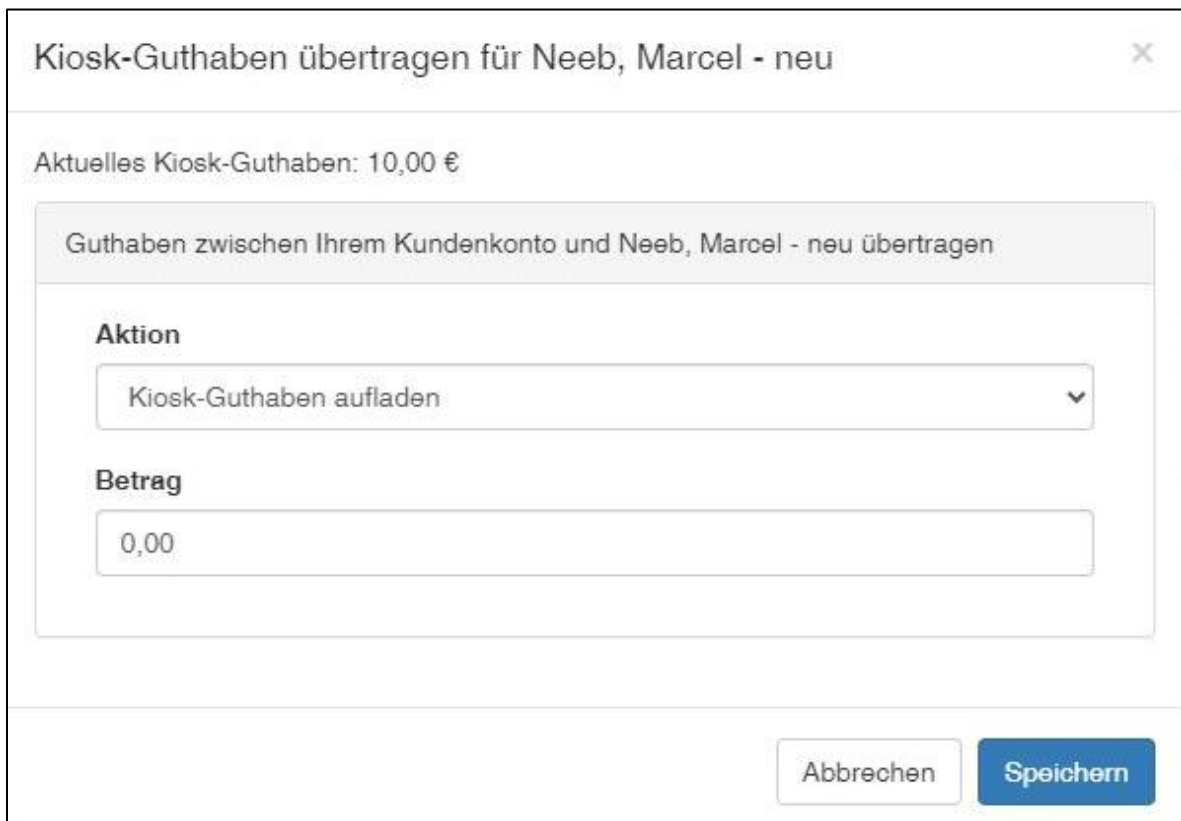 Kiosk-Guthaben übertragen für Neeb, Marcel - neu
Aktuelles Kiosk-Guthaben: 10,00 €
Guthaben zwischen Ihrem Kundenkonto und Neeb, Marcel - neu übertragen
Aktion
Kiosk-Guthaben aufladen
Betrag
0,00
Abbrechen
Speichern